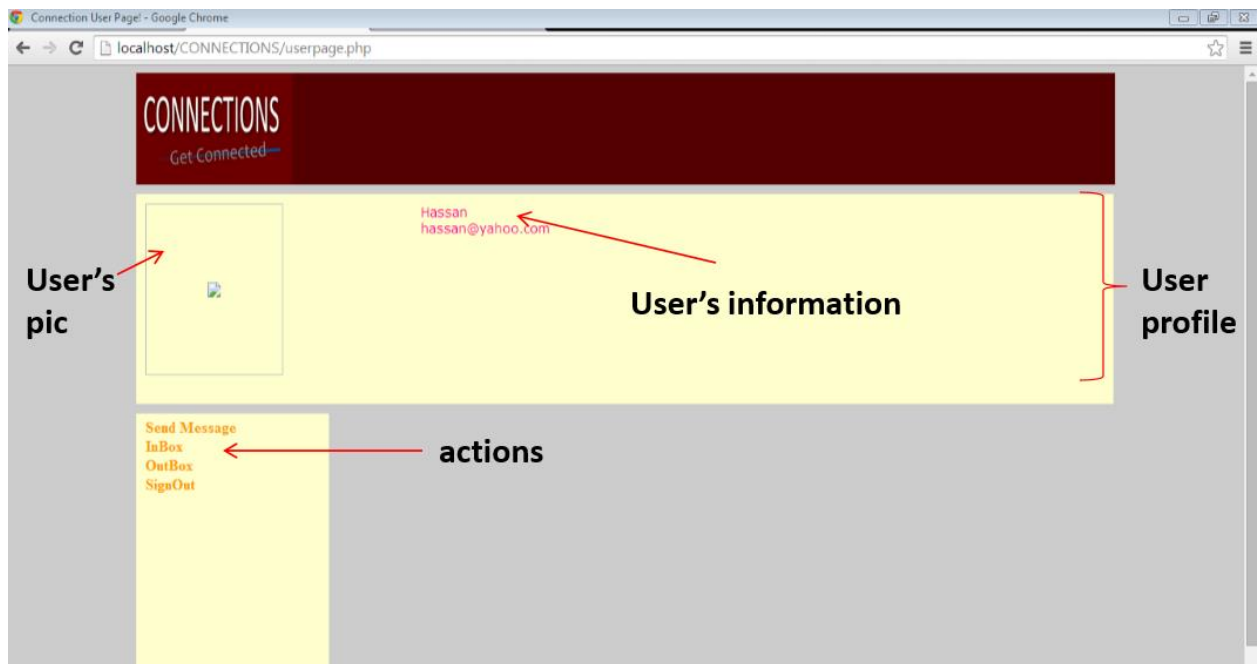 Connection User Page! - Google Chrome
localhost/CONNECTIONS/userpage.php
CONNECTIONS
Get Connected
Hassan
hassan@yahoo.com
User's
pic
User's information
User
profile
Send Message
InBox
OutBox
SignOut
actions